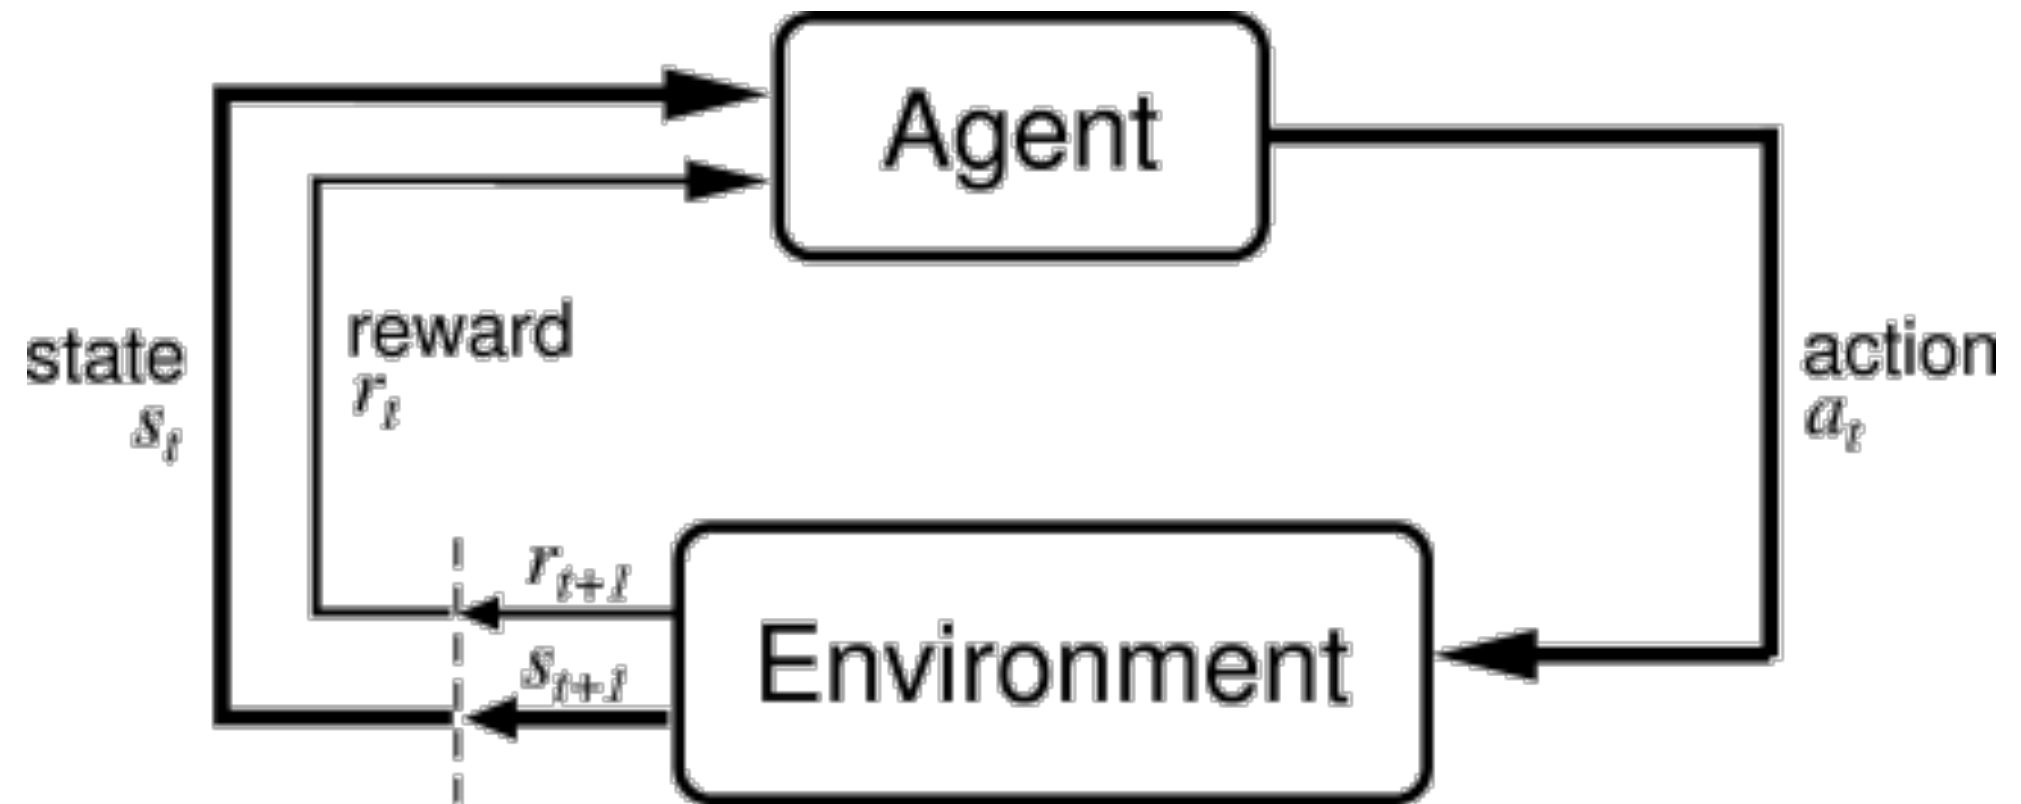 Agent
state
s_t
reward
r_t
action
a_t
r_{t+1}
s_{t+1}
Environment